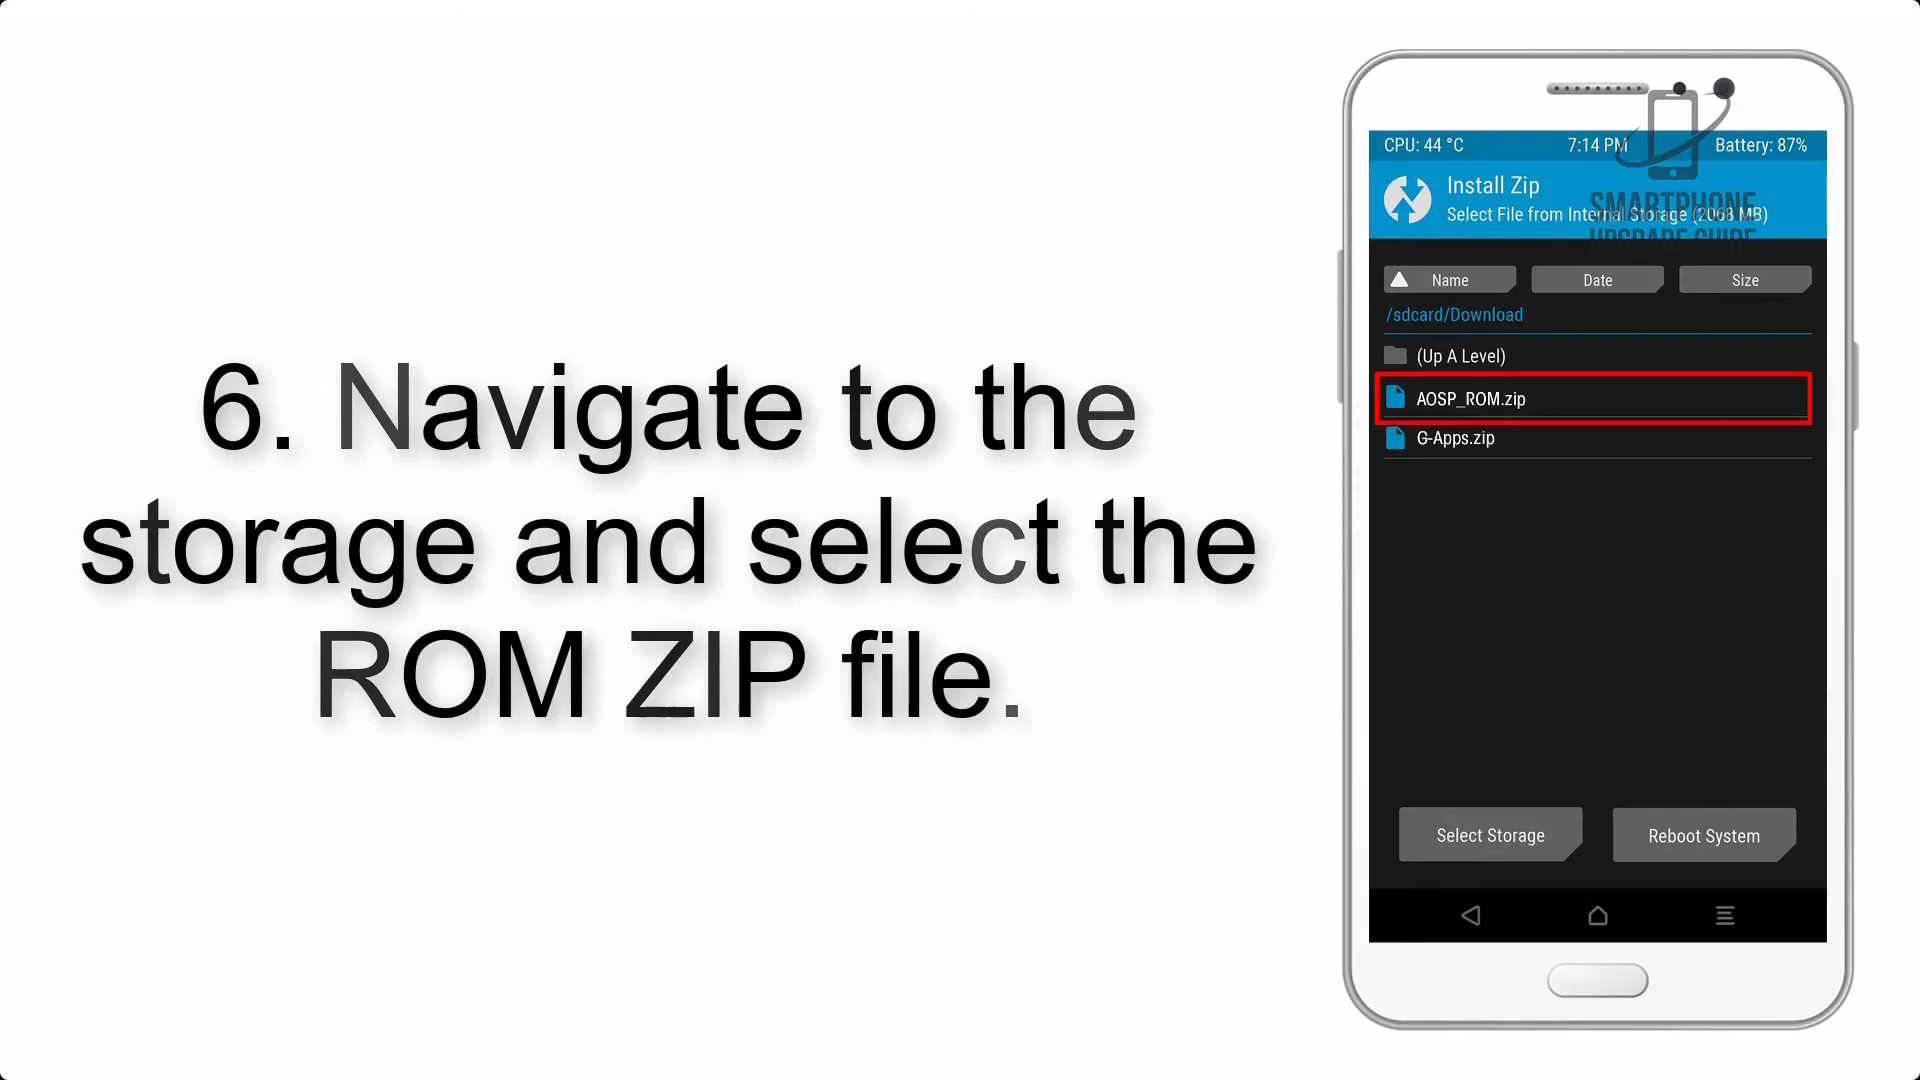 6. Navigate to the
storage and select the
ROM ZIP file.
CPU: 44 °C 7:14 PM Battery: 87%
Install Zip
Select File from Internal Storage (2068 MB)
SMARTPHONE
UPGRADE GUIDE
Name Date Size
/sdcard/Download
(Up A Level)
AOSP_ROM.zip
G-Apps.zip
Select Storage Reboot System